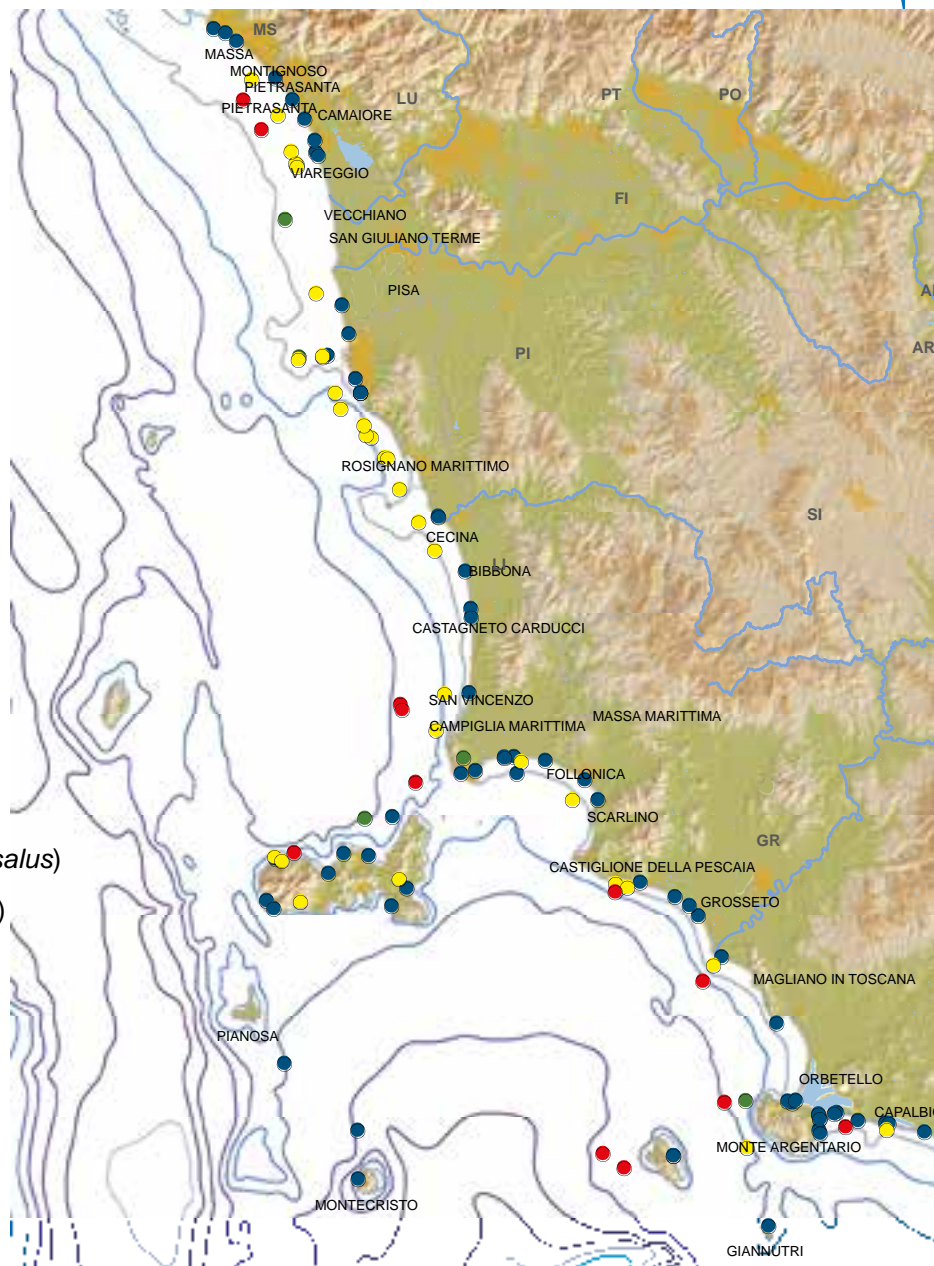 MS
MASSA
MONTIGNOSO
PIETRASANTA
LU
PT
PO
PIETRASANTA
CAMAIORE
VIAREGGIO
FI
VECCHIANO
SAN GIULIANO TERME
PISA
PI
AR
ROSIGNANO MARITTIMO
SI
CECINA
LI
BIBBONA
CASTAGNETO CARDUCCI
SAN VINCENZO
MASSA MARITTIMA
CAMPIGLIA MARITTIMA
FOLLONICA
SCARLINO
GR
salus)
CASTIGLIONE DELLA PESCAIA
)
GROSSETO
MAGLIANO IN TOSCANA
PIANOSA
ORBETELLO
CAPALBIO
MONTE ARGENTARIO
MONTECRISTO
GIANNUTRI